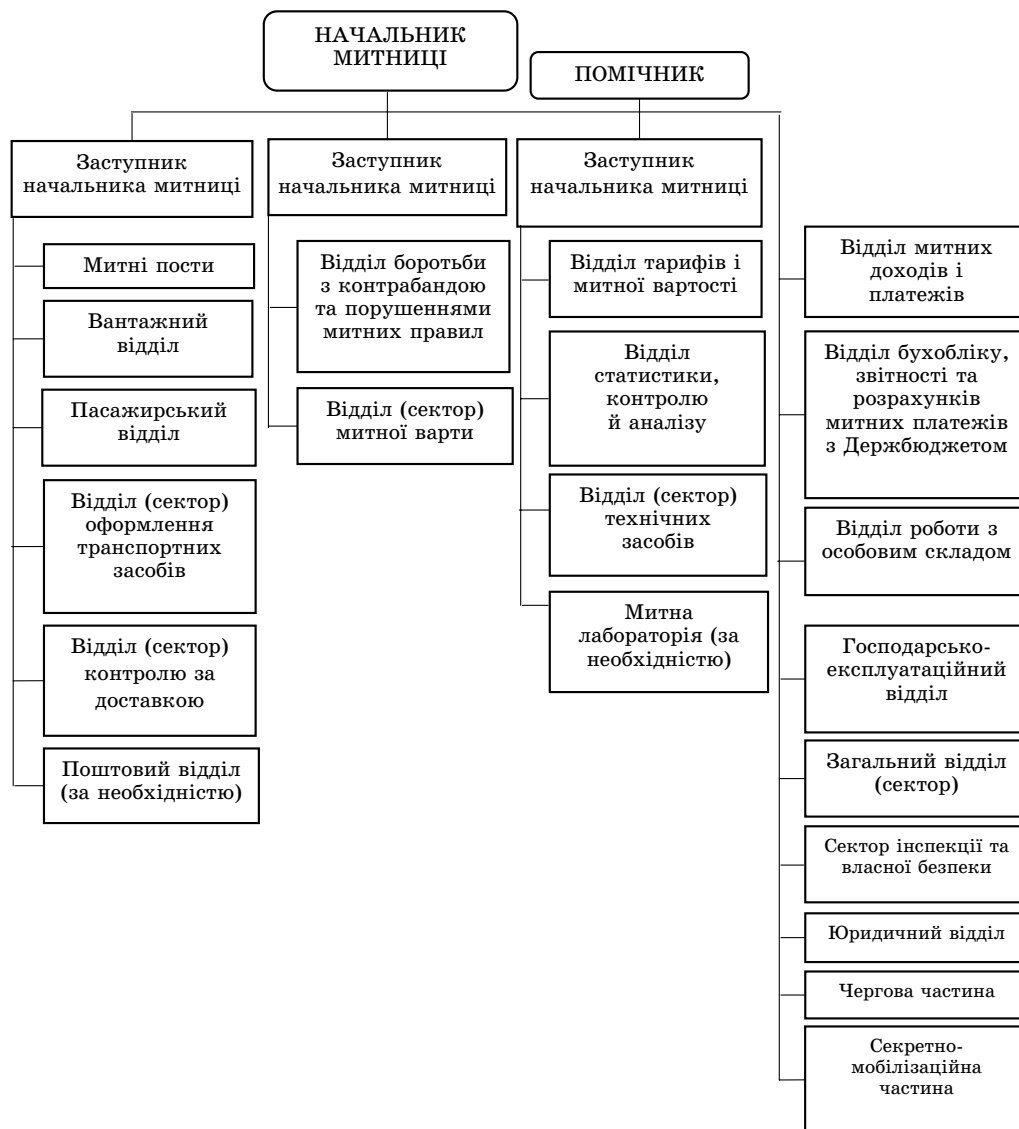 НАЧАЛЬНИК
МИТНИЦІ
ПОМІЧНИК
Заступник
начальника митниці
Митні пости
Вантажний
відділ
Пасажирський
відділ
Відділ (сектор)
оформлення
транспортних
засобів
Відділ (сектор)
контролю за
доставкою
Поштовий відділ
(за необхідністю)
Заступник
начальника митниці
Відділ боротьби
з контрабандою
та порушеннями
митних правил
Відділ (сектор)
митної варти
Заступник
начальника митниці
Відділ тарифів і
митної вартості
Відділ
статистики,
контролю
й аналізу
Відділ (сектор)
технічних
засобів
Митна
лабораторія (за
необхідністю)
Відділ митних
доходів і
платежів
Відділ бухобліку,
звітності та
розрахунків
митних платежів
з Держбюджетом
Відділ роботи з
особовим складом
Господарсько-
експлуатаційний
відділ
Загальний відділ
(сектор)
Сектор інспекції та
власної безпеки
Юридичний відділ
Чергова частина
Секретно-
мобілізаційна
частина